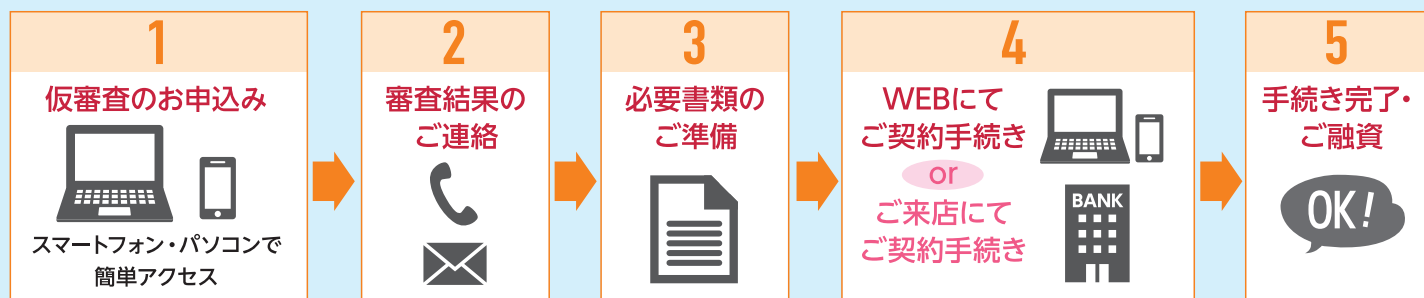 1
仮審査のお申込み
スマートフォン・パソコンで
簡単アクセス
2
審査結果の
ご連絡
3
必要書類の
ご準備
4
WEBにて
ご契約手続き
or
ご来店にて
ご契約手続き
BANK
5
手続き完了・
ご融資
OK!